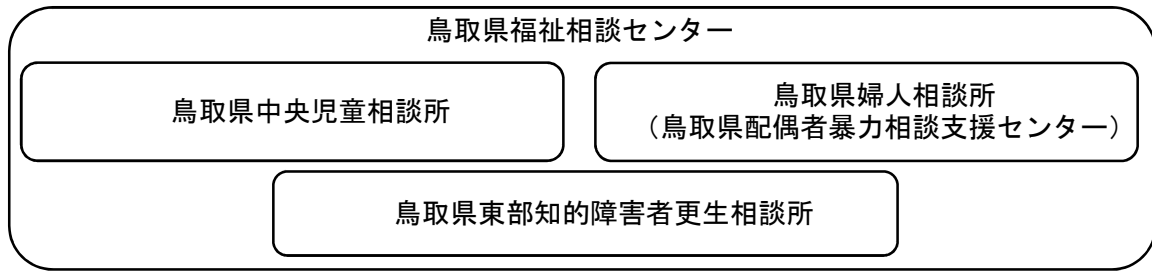 鳥取県福祉相談センター
鳥取県中央児童相談所
鳥取県婦人相談所
（鳥取県配偶者暴力相談支援センター）
鳥取県東部知的障害者更生相談所